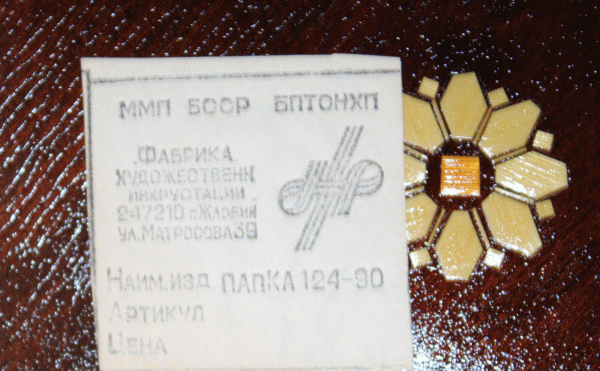 ММП БССР БПТОНХП
ФАБРИКА
ХУДОЖЕСТВЕНН
ИНКРУСТАЦИИ
247210 г.ЖЛОБИН
УЛ.МАТРОСОВА 39
НАИМ.ИЗД. ПАПКА 124-90
АРТИКУЛ
ЦЕНА